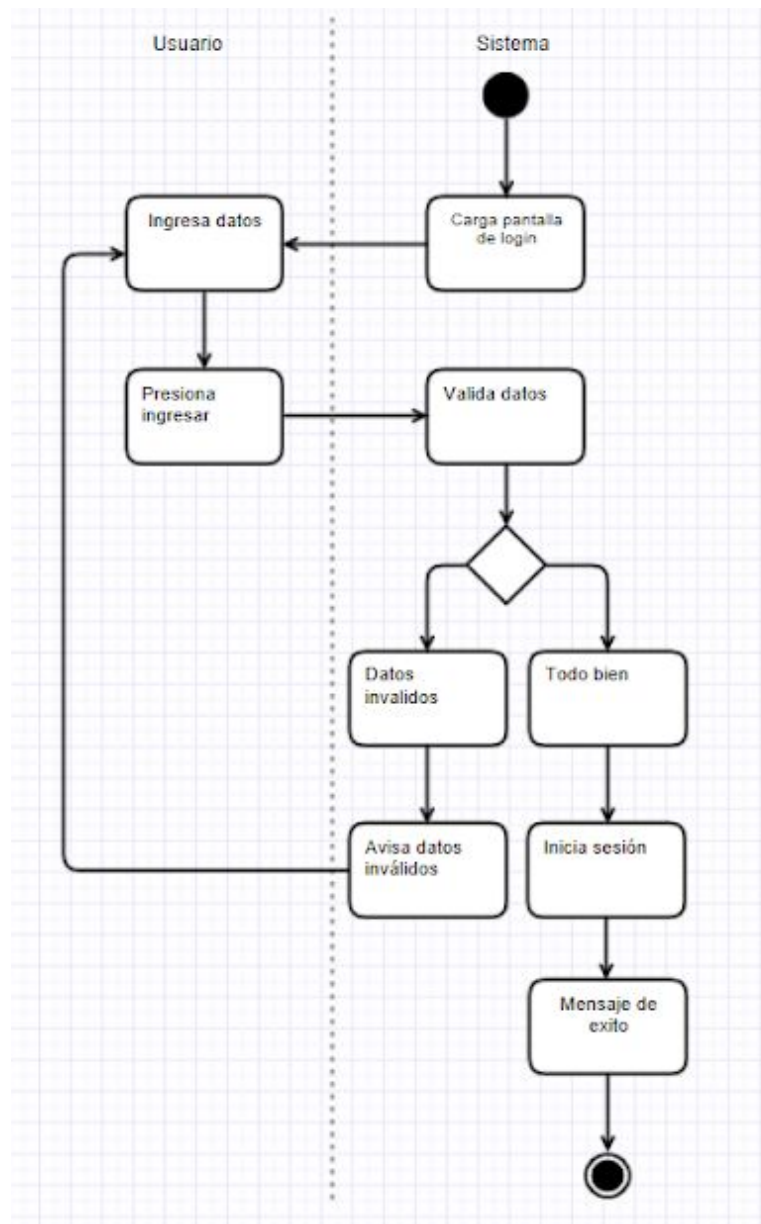 Usuario
Sistema
Ingresa datos
Carga pantalla
de login
Presiona
ingresar
Valida datos
Datos
invalidos
Todo bien
Avisa datos
inválidos
Inicia sesión
Mensaje de
exito